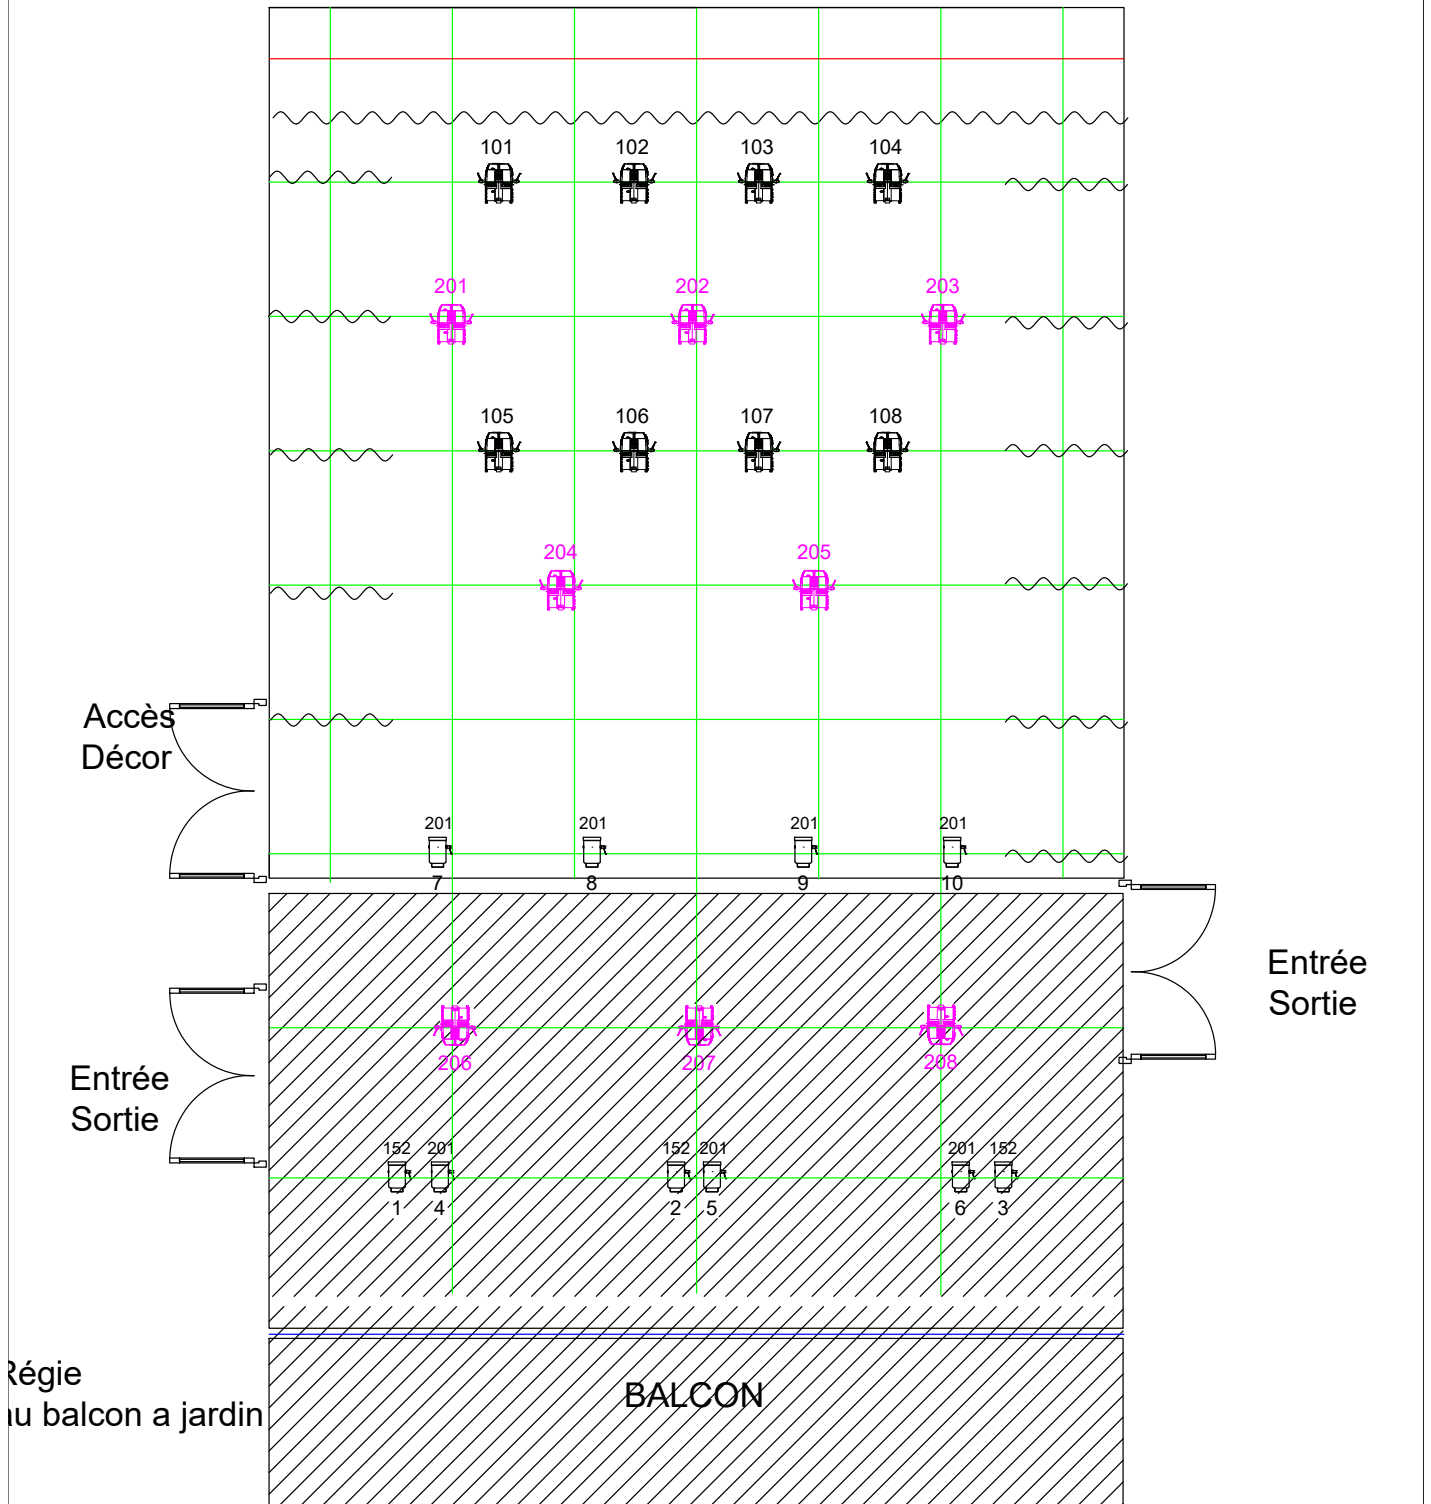 101 102 103 104
201 202 203
105 106 107 108
204 205
Accès
Décor
201 201 201 201
7 8 9 10
Entrée
Sortie
206 207 208
Entrée
Sortie
152 201 152 201 201 152
1 4 2 5 6 3
Régie
au balcon a jardin
BALCON